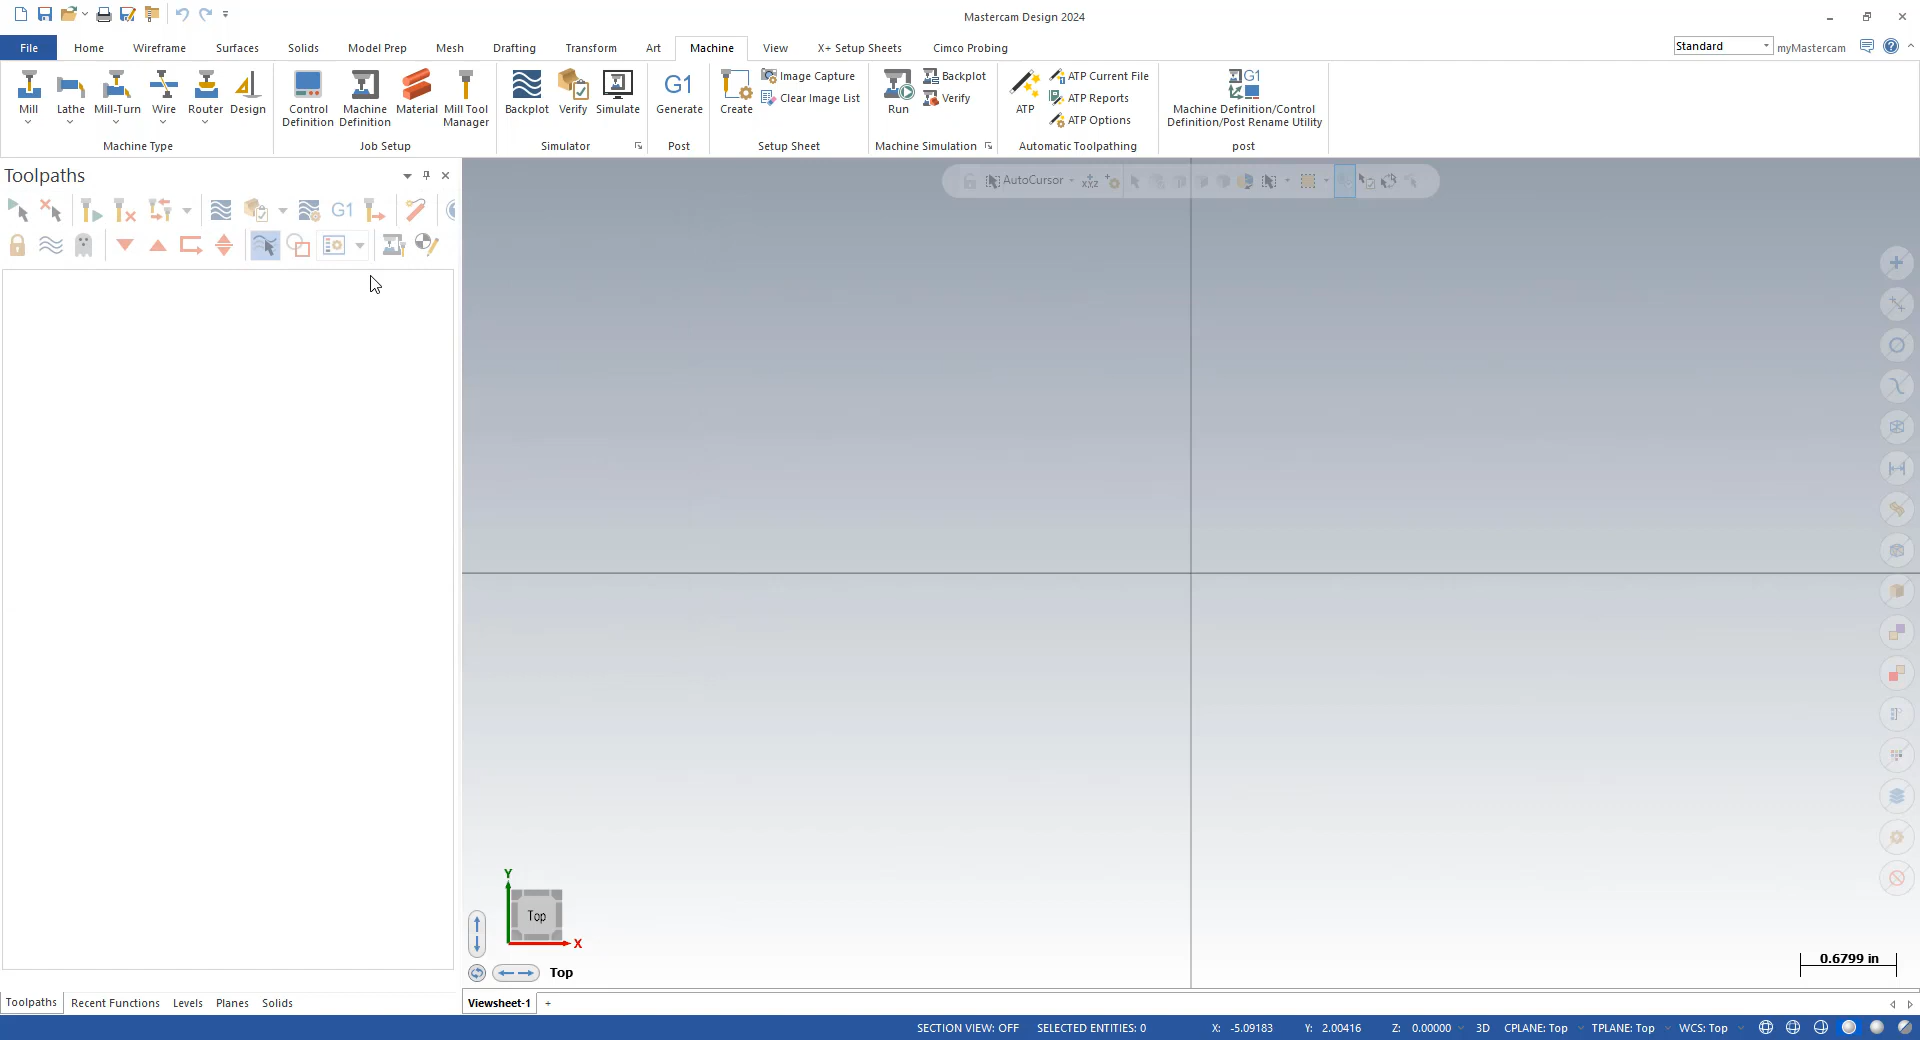 Mastercam Design 2024
File Home Wireframe Surfaces Solids Model Prep Mesh Drafting Transform Art Machine View X+ Setup Sheets Cimco Probing
Standard myMastercam
Mill Lathe Mill-Turn Wire Router Design
Machine Type
Control Definition
Machine Definition
Material
Mill Tool Manager
Job Setup
Backplot Verify Simulate
Simulator
G1
Generate
Post
Create
Image Capture
Clear Image List
Setup Sheet
Run
Backplot
Verify
Machine Simulation
ATP
ATP Current File
ATP Reports
ATP Options
Automatic Toolpathing
G1
Machine Definition/Control
Definition/Post Rename Utility
post
Toolpaths
G1
AutoCursor
XYZ
Y
Top
X
Top
0.6799 in
Toolpaths Recent Functions Levels Planes Solids
Viewsheet-1 +
SECTION VIEW: OFF SELECTED ENTITIES: 0 X: -5.09183 Y: 2.00416 Z: 0.00000 3D CPLANE: Top TPLANE: Top WCS: Top